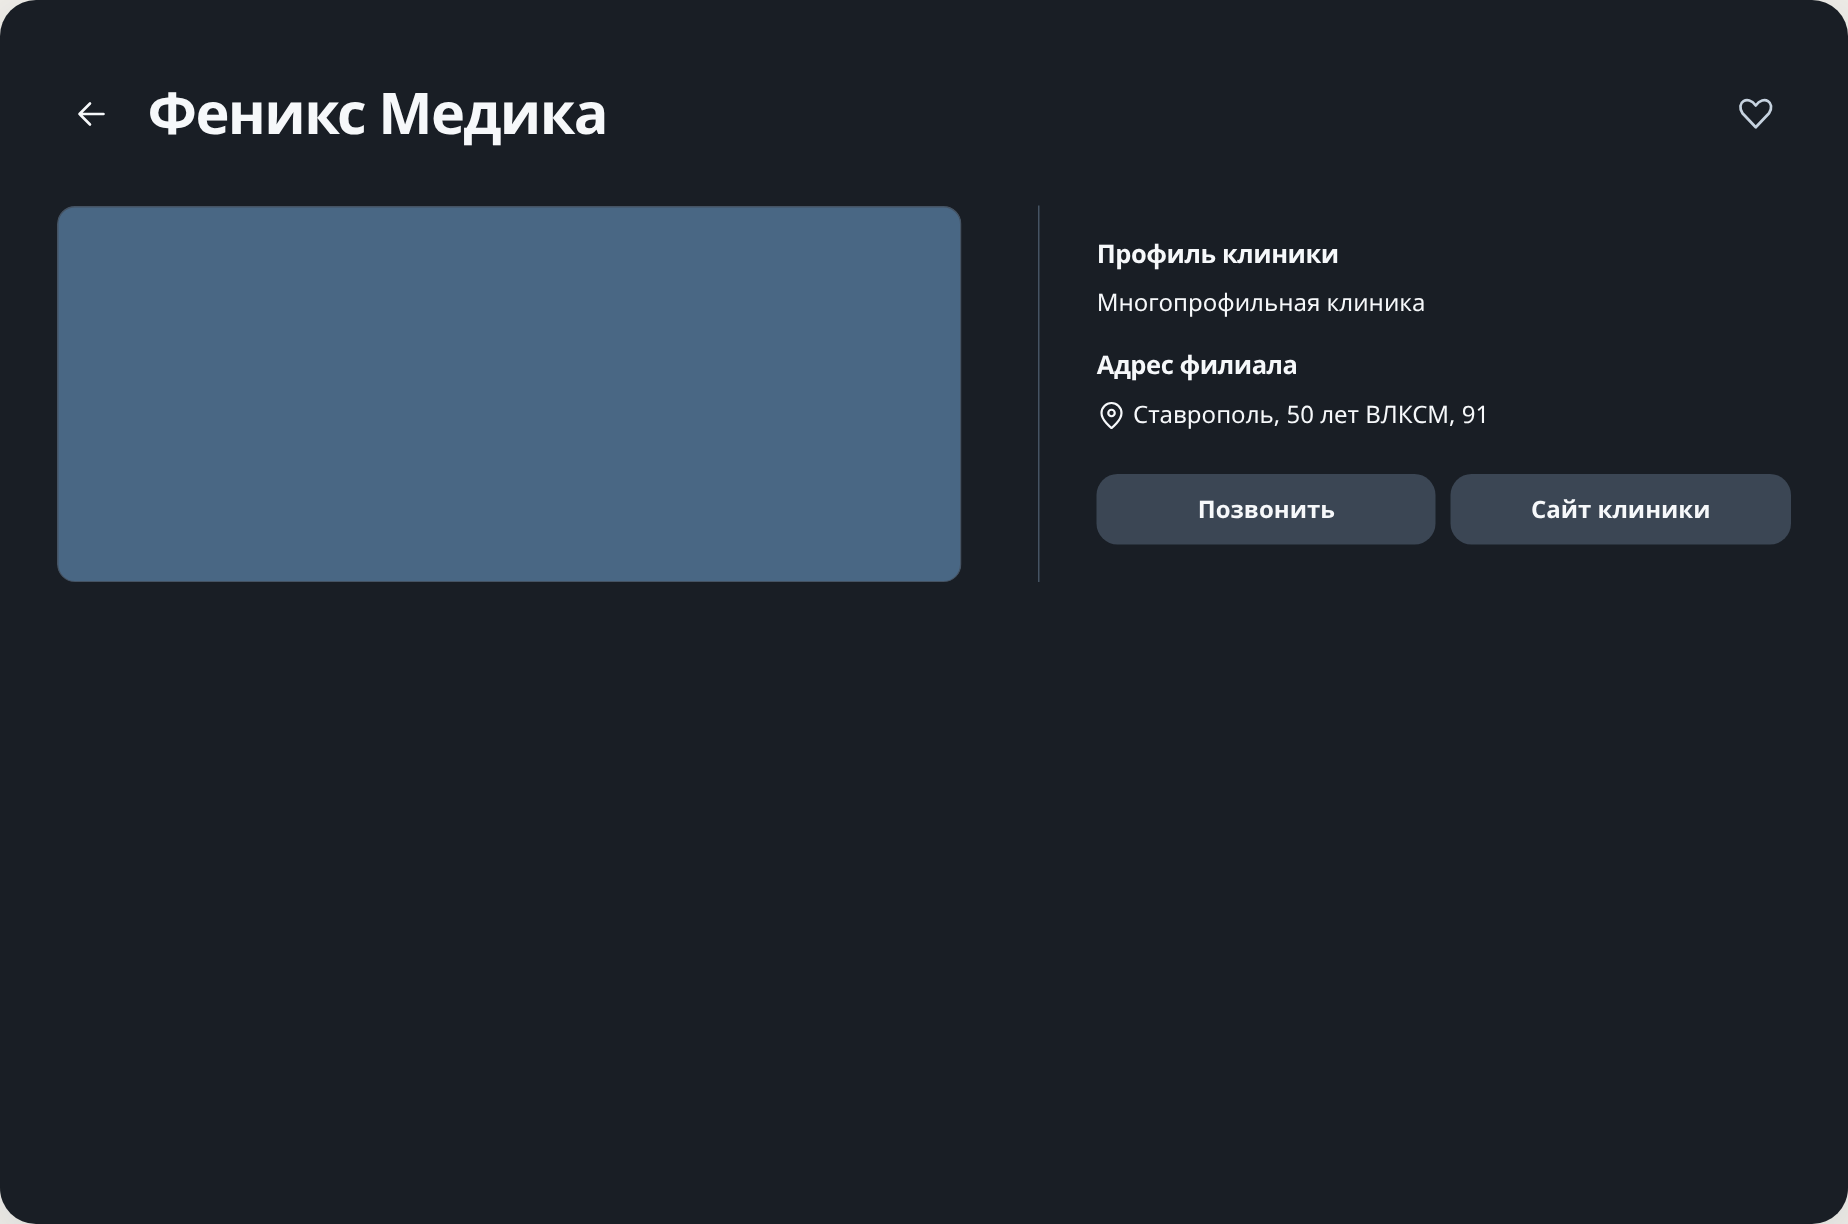 Феникс Медика
Профиль клиники
Многопрофильная клиника
Адрес филиала
Ставрополь, 50 лет ВЛКСМ, 91
Позвонить
Сайт клиники